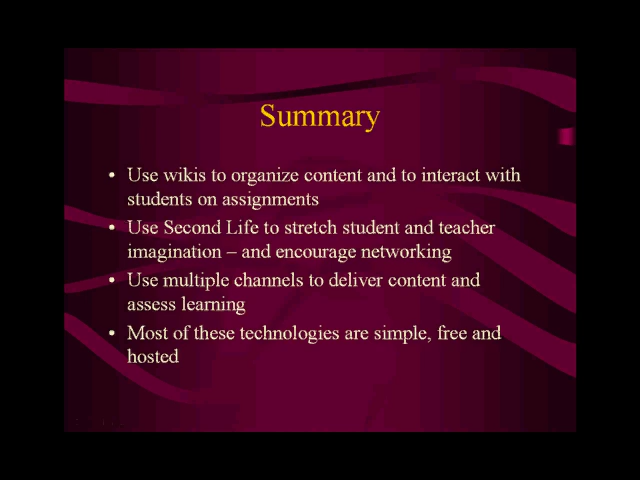 Summary
• Use wikis to organize content and to interact with
students on assignments
• Use Second Life to stretch student and teacher
imagination – and encourage networking
• Use multiple channels to deliver content and
assess learning
• Most of these technologies are simple, free and
hosted